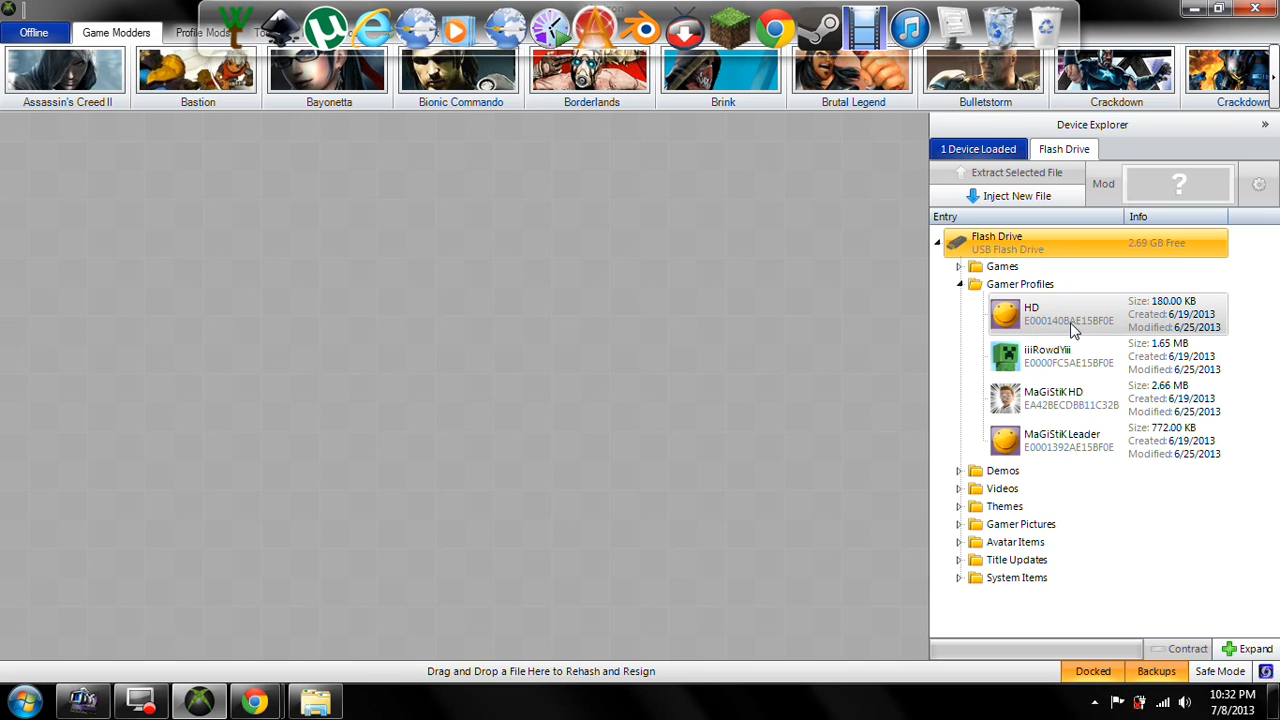 Offline
Game Modders
Profile Mods
Assassin's Creed II
Bastion
Bayonetta
Bionic Commando
Borderlands
Brink
Brutal Legend
Bulletstorm
Crackdown
Crackdown
Device Explorer
»
1 Device Loaded
Flash Drive
Extract Selected File
Mod
?
Inject New File
Entry
Info
Flash Drive
USB Flash Drive
2.69 GB Free
Games
Gamer Profiles
HD
E000140BAE15BF0E
Size: 180.00 KB
Created: 6/19/2013
Modified: 6/25/2013
iiiRowdYiii
E0000FC5AE15BF0E
Size: 1.65 MB
Created: 6/19/2013
Modified: 6/25/2013
MaGiStiK HD
EA42BECDBB11C32B
Size: 2.66 MB
Created: 6/19/2013
Modified: 6/25/2013
MaGiStiK Leader
E0001392AE15BF0E
Size: 772.00 KB
Created: 6/19/2013
Modified: 6/25/2013
Demos
Videos
Themes
Gamer Pictures
Avatar Items
Title Updates
System Items
Contract
Expand
Drag and Drop a File Here to Rehash and Resign
Docked
Backups
Safe Mode
10:32 PM
7/8/2013